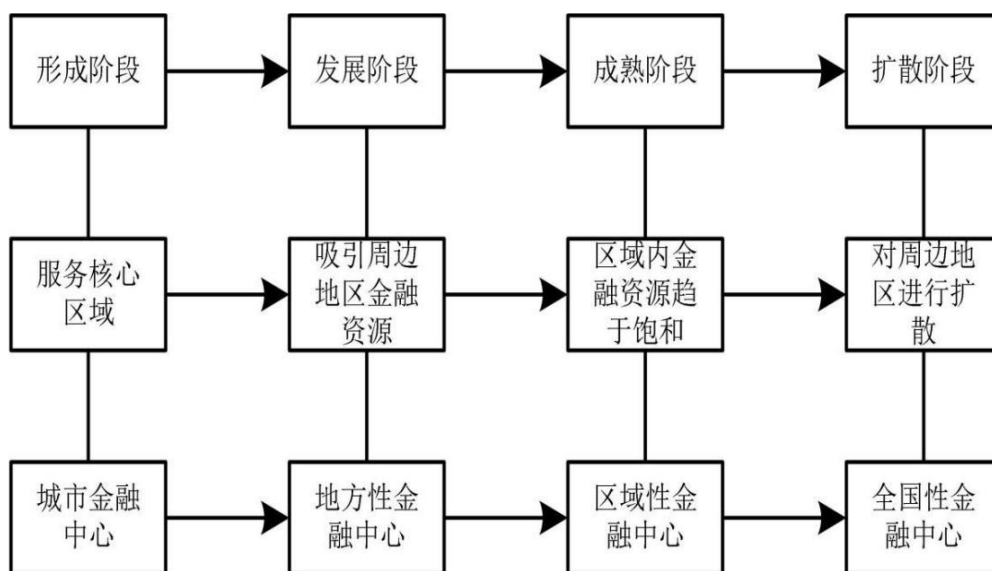 形成阶段
发展阶段
成熟阶段
扩散阶段
服务核心
区域
吸引周边
地区金融
资源
区域内金
融资源趋
于饱和
对周边地
区进行扩
散
城市金融
中心
地方性金
融中心
区域性金
融中心
全国性金
融中心